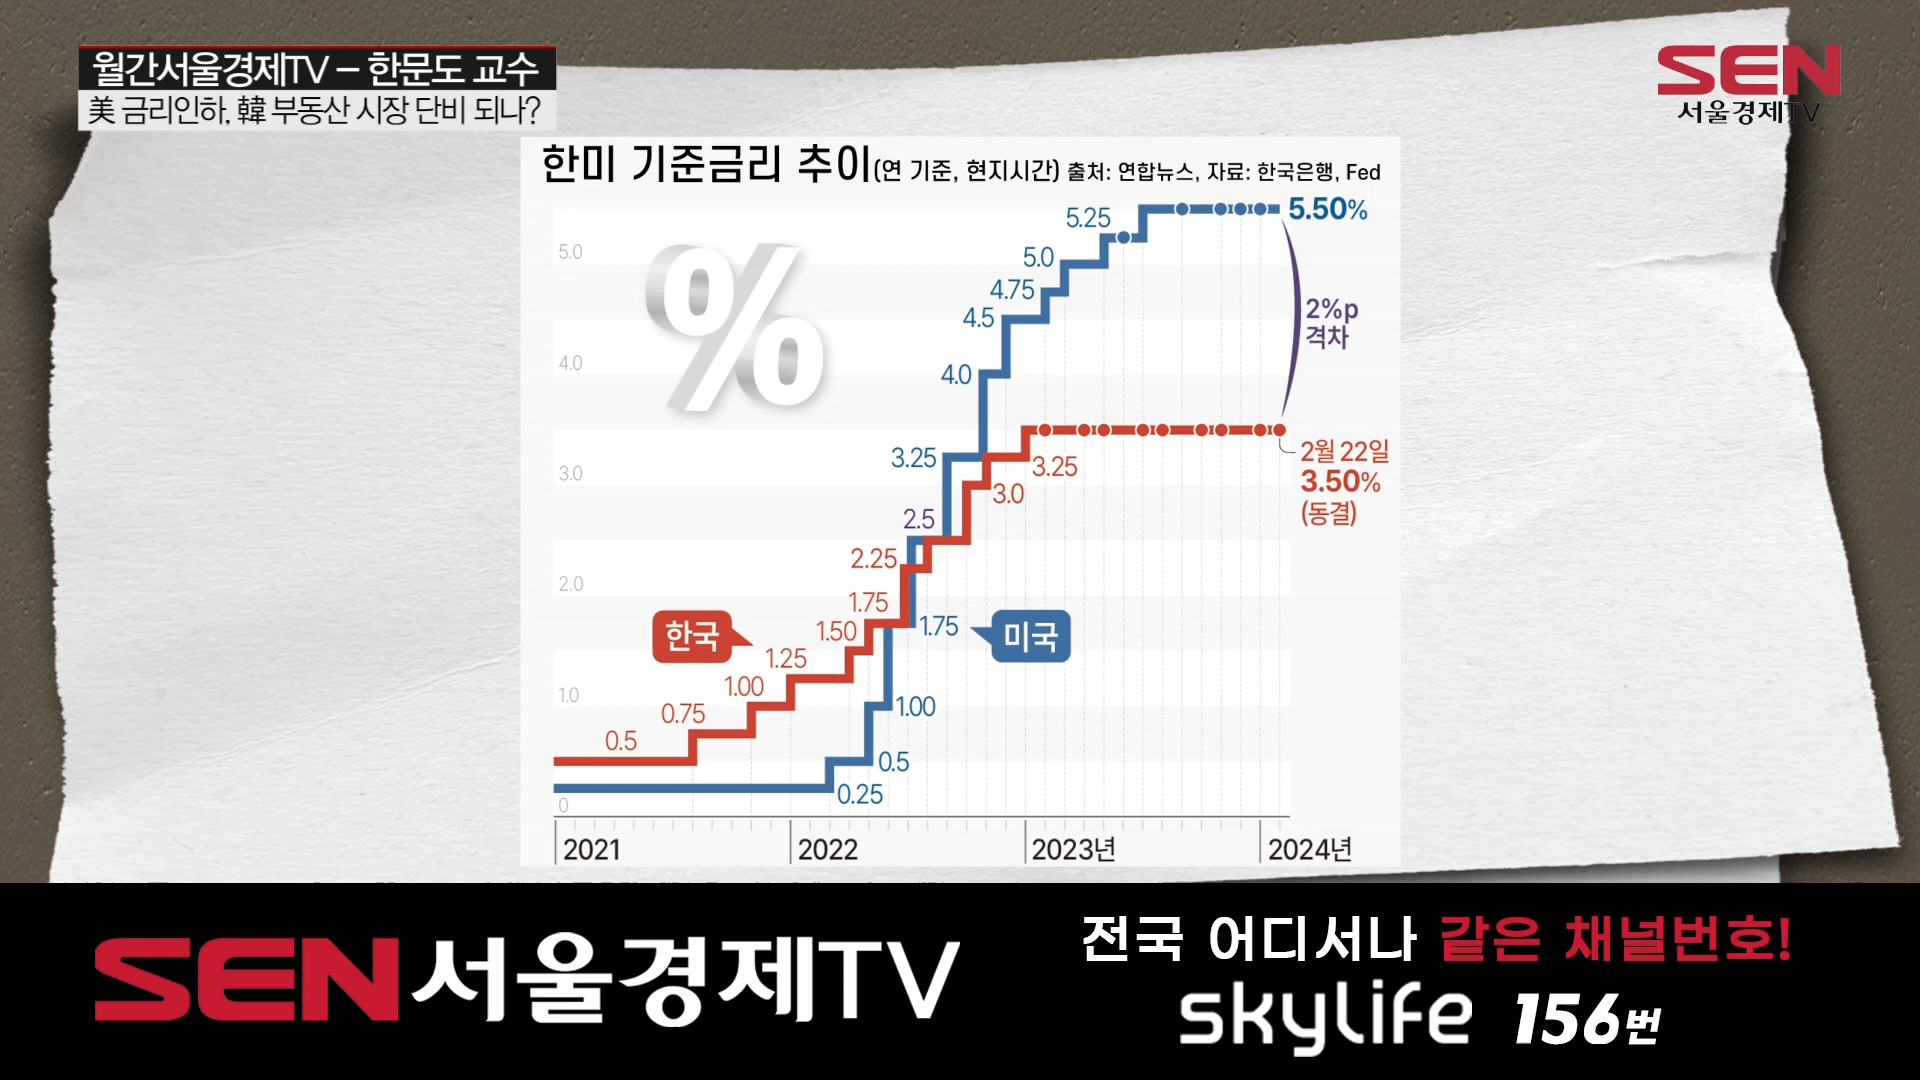 월간서울경제TV – 한문도 교수
美 금리인하, 韓 부동산 시장 단비 되나?
SEN
서울경제TV
한미 기준금리 추이(연 기준, 현지시간) 출처: 연합뉴스, 자료: 한국은행, Fed
%
5.25
5.50%
5.0
5.0
4.75
2%p
격차
4.5
4.0
4.0
2월 22일
3.50%
(동결)
3.25
3.25
3.0
3.0
2.5
2.25
2.0
1.75
1.50
1.75
한국
미국
1.25
1.00
1.0
1.00
0.75
0.5
0.5
0.25
0
2021
2022
2023년
2024년
SEN서울경제TV
전국 어디서나 같은 채널번호!
skylife 156번